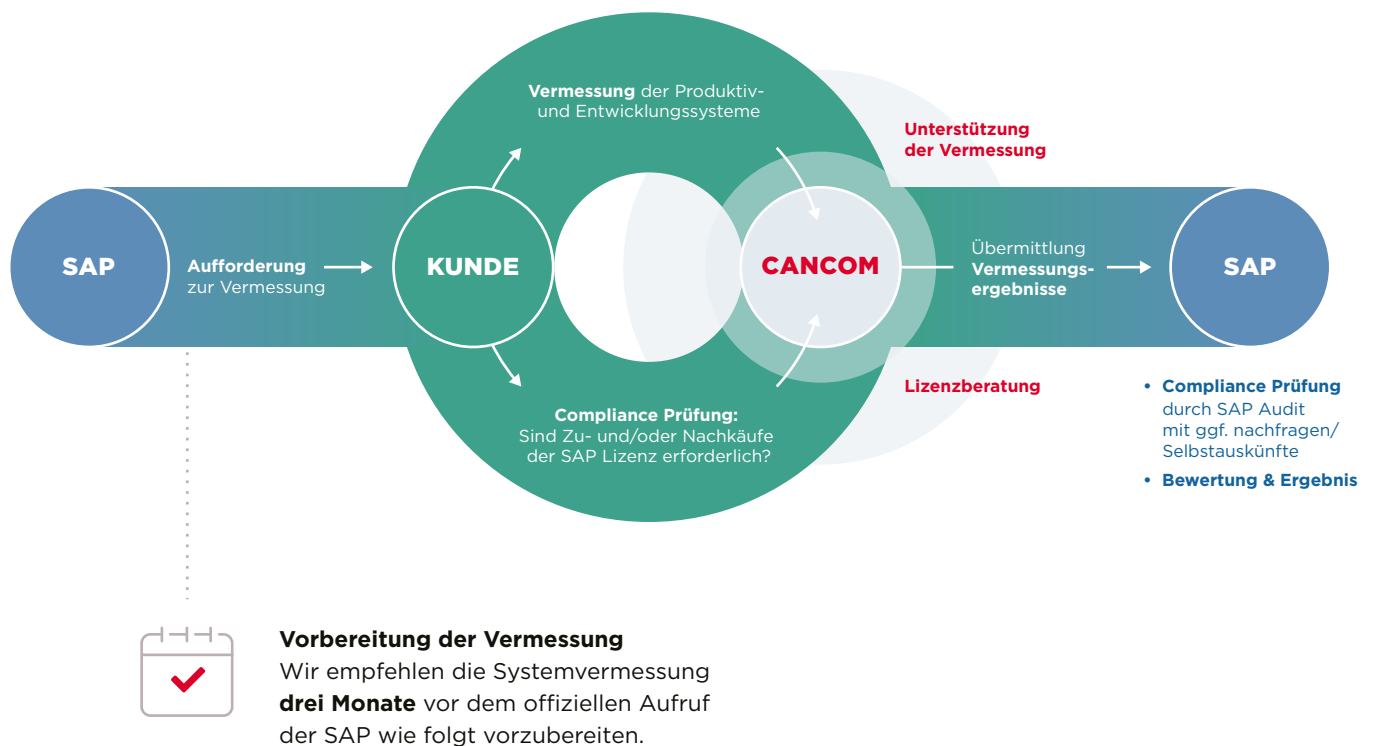 Vermessung der Produktiv-
und Entwicklungssysteme
Unterstützung
der Vermessung
SAP
Aufforderung
zur Vermessung
KUNDE
CANCOM
Übermittlung
Vermessungs-
ergebnisse
SAP
Compliance Prüfung:
Sind Zu- und/oder Nachkäufe
der SAP Lizenz erforderlich?
Lizenzberatung
• Compliance Prüfung
durch SAP Audit
mit ggf. nachfragen/
Selbstauskünfte
• Bewertung & Ergebnis
Vorbereitung der Vermessung
Wir empfehlen die Systemvermessung
drei Monate vor dem offiziellen Aufruf
der SAP wie folgt vorzubereiten.